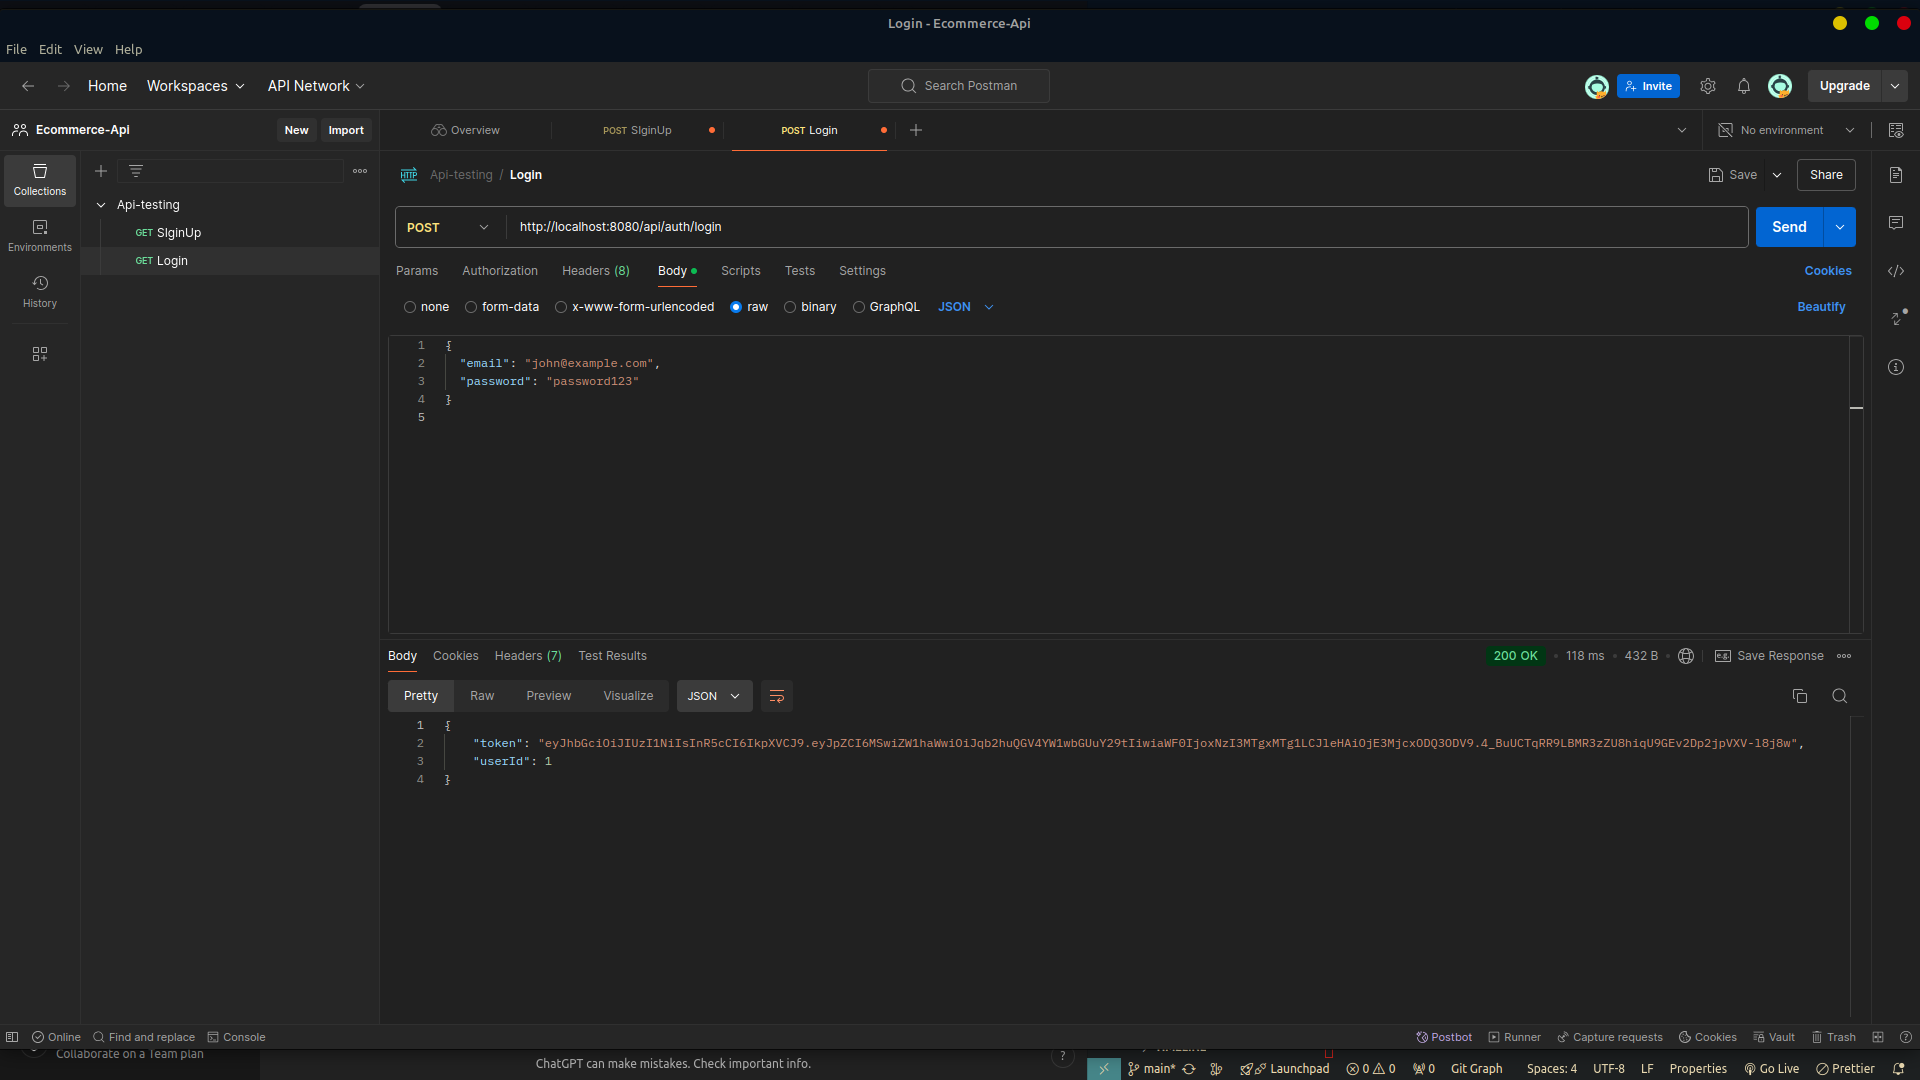 Login - Ecommerce-Api
File Edit View Help
Home Workspaces API Network Search Postman Invite Upgrade
Ecommerce-Api New Import Overview POST SIginUp POST Login No environment
Collections
Environments
History
Api-testing
GET SIginUp
GET Login
Api-testing / Login Save Share
POST http://localhost:8080/api/auth/login Send
Params Authorization Headers (8) Body Scripts Tests Settings Cookies
none form-data x-www-form-urlencoded raw binary GraphQL JSON Beautify
1 {
2 "email": "john@example.com",
3 "password": "password123"
4 }
5
Body Cookies Headers (7) Test Results 200 OK 118 ms 432 B e.g. Save Response
Pretty Raw Preview Visualize JSON
1 {
2 "token": "eyJhbGciOiJIUzI1NiIsInR5cCI6IkpXVCJ9.eyJpZCI6MSwiZW1haWwiOiJqb2huQGV4YW1wbGUuY29tIiwiaWF0IjoxNzI3MTgxMTg1LCJleHAiOjE3MjcxODQ3ODV9.4_BuUCTqRR9LBMR3zZU8hiqU9GEv2Dp2jpVXV-l8j8w",
3 "userId": 1
4 }
Online Find and replace Console Postbot Runner Capture requests Cookies Vault Trash
Collaborate on a Team plan
ChatGPT can make mistakes. Check important info. ?
main* Launchpad 0 0 0 Git Graph Spaces: 4 UTF-8 LF Properties Go Live Prettier